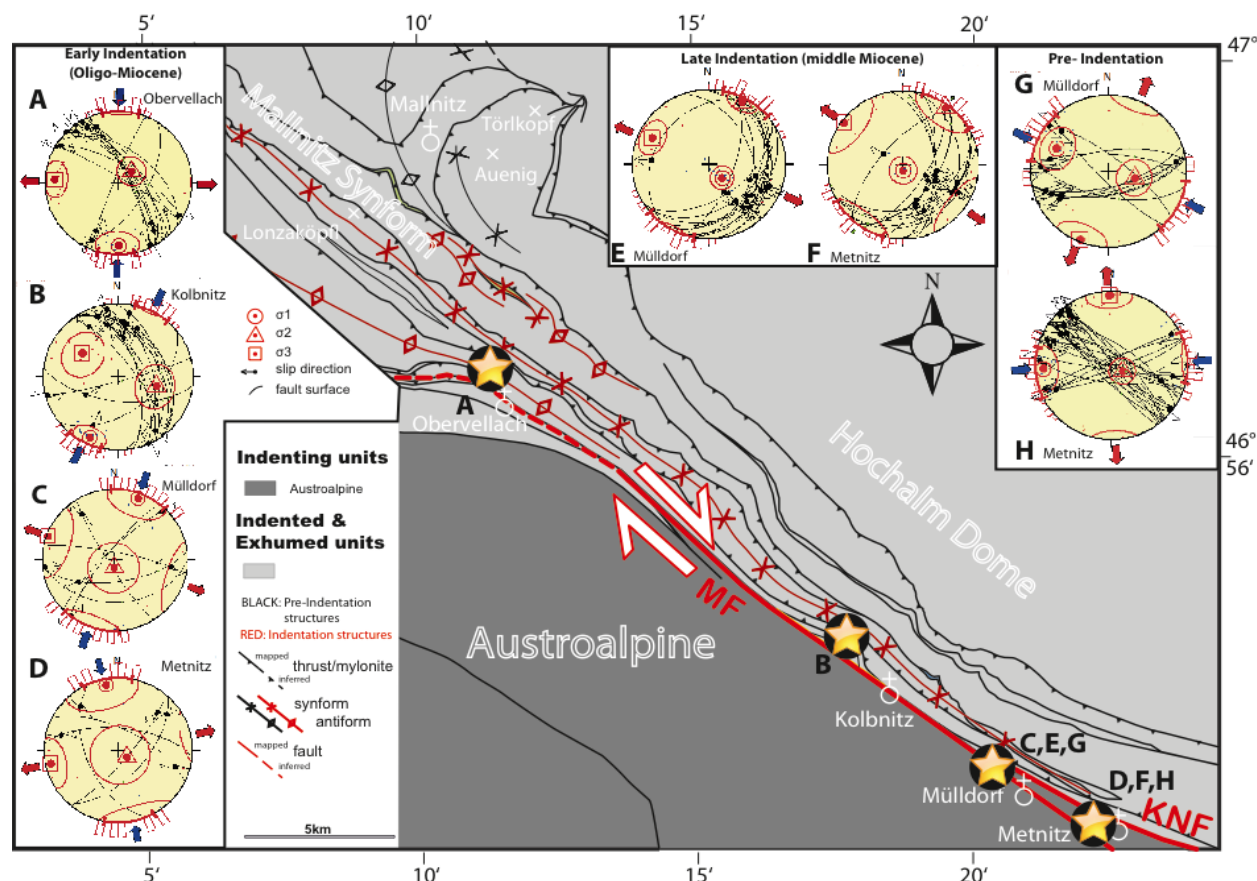 5'
10'
15'
20'
47°
Early Indentation
(Oligo-Miocene)
A
Obervellach
B
N
Kolbnitz
C
N
Mülldorf
D
N
Metnitz
σ1
σ2
σ3
slip direction
fault surface
Indenting units
Austroalpine
Indented &
Exhumed units
BLACK: Pre-Indentation
structures
RED: Indentation structures
mapped
thrust/mylonite
inferred
synform
antiform
mapped
fault
inferred
5km
Late Indentation (middle Miocene)
N
N
E
Mülldorf
F
Metnitz
Pre- Indentation
G
N
Mülldorf
H
Metnitz
Mallnitz
Törlkopf
Auenig
Mallnitz Synform
Lonzaköpfl
N
A
Obervellach
Hochalm Dome
46°
56'
MF
Austroalpine
B
Kolbnitz
C,E,G
Mülldorf
D,F,H
Metnitz
KNF
5'
10'
15'
20'